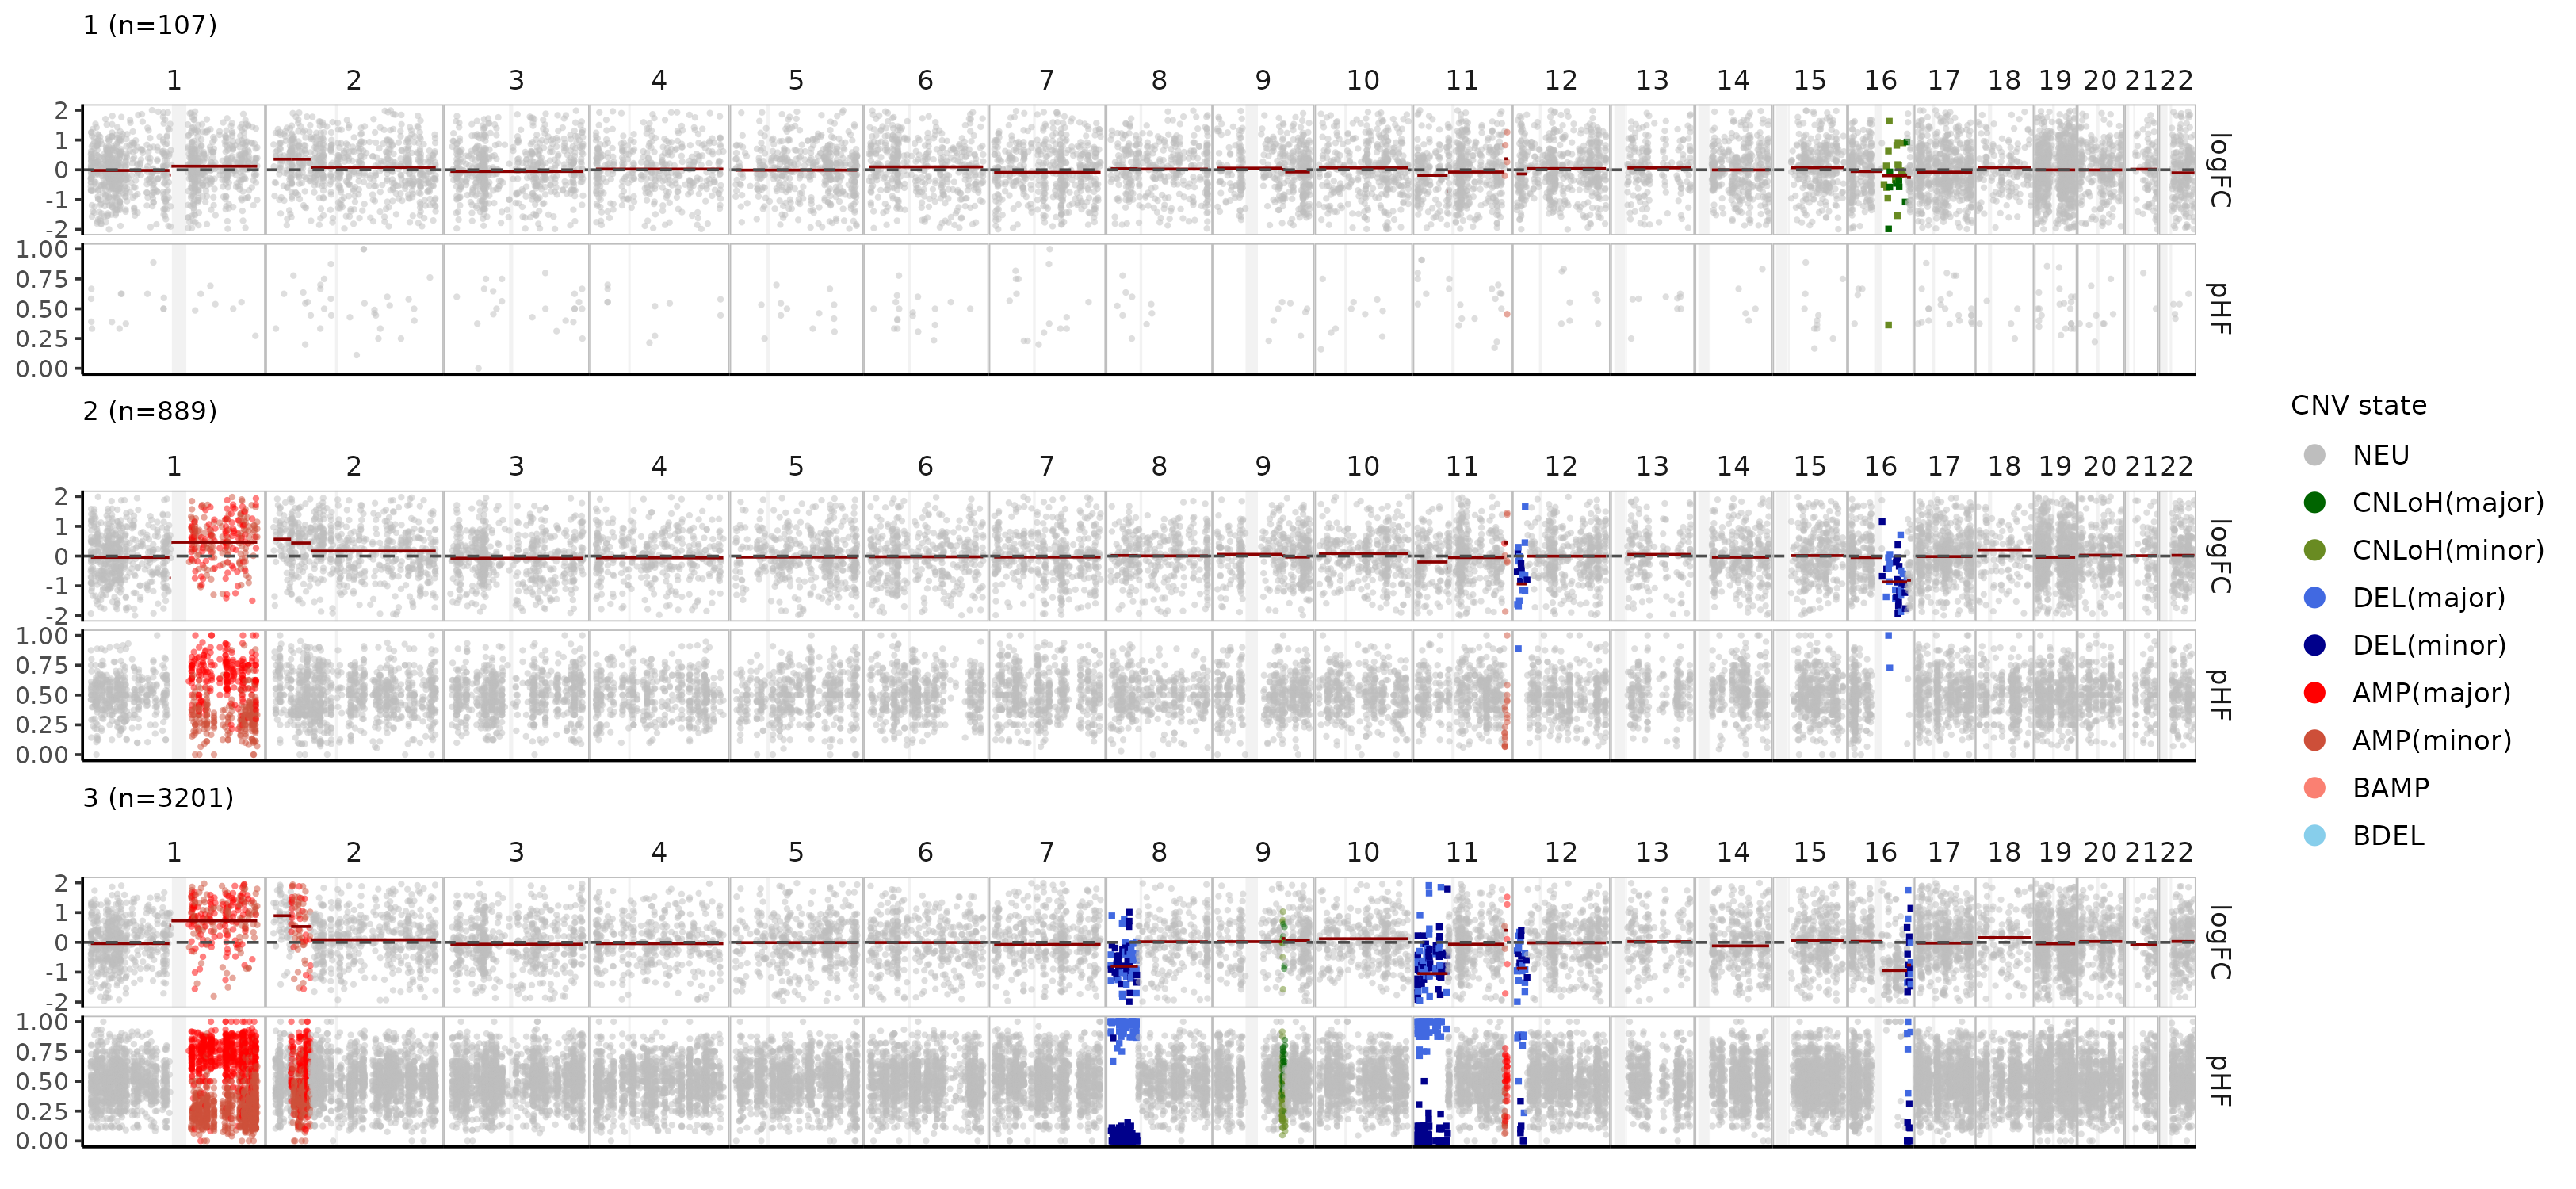 1 (n=107)
1 2 3 4 5 6 7 8 9 10 11 12 13 14 15 16 17 18 19 20 21 22
2
1
0
-1
-2
logFC
1.00
0.75
0.50
0.25
0.00
pHF
2 (n=889)
1 2 3 4 5 6 7 8 9 10 11 12 13 14 15 16 17 18 19 20 21 22
2
1
0
-1
-2
logFC
1.00
0.75
0.50
0.25
0.00
pHF
3 (n=3201)
1 2 3 4 5 6 7 8 9 10 11 12 13 14 15 16 17 18 19 20 21 22
2
1
0
-1
-2
logFC
1.00
0.75
0.50
0.25
0.00
pHF
CNV state
NEU
CNLoH(major)
CNLoH(minor)
DEL(major)
DEL(minor)
AMP(major)
AMP(minor)
BAMP
BDEL